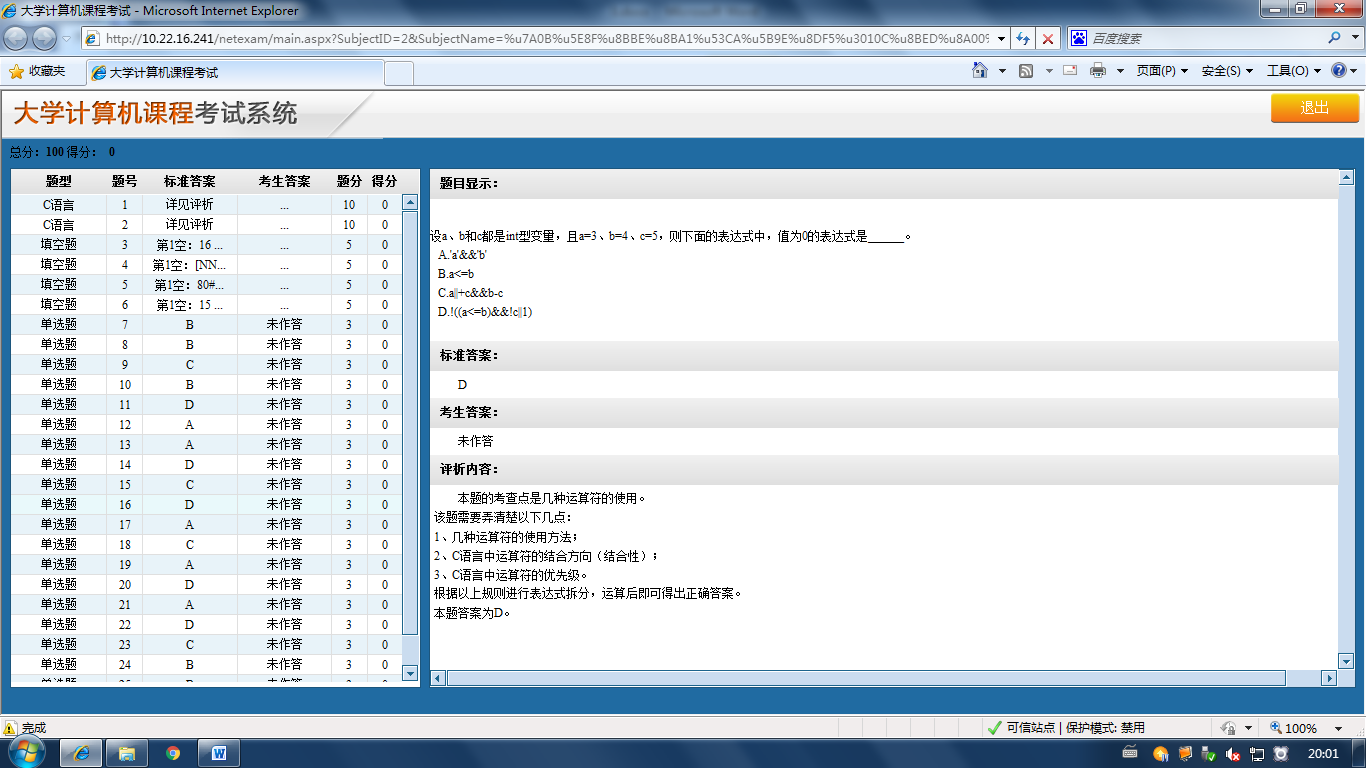 大学计算机课程考试 - Microsoft Internet Explorer
http://10.22.16.241/netexam/main.aspx?SubjectID=2&SubjectName=%u7A0B%u5E8F%u8BBE%u8BA1%u53CA%u5B9E%u8DF5%u3010C%u8BED%u8A00%
百度搜索
收藏夹
大学计算机课程考试
页面(P)
安全(S)
工具(O)
大学计算机课程考试系统
退出
总分：100 得分： 0
题型 题号 标准答案 考生答案 题分 得分
C语言 1 详见评析 ... 10 0
C语言 2 详见评析 ... 10 0
填空题 3 第1空：16 ... ... 5 0
填空题 4 第1空：[NN... ... 5 0
填空题 5 第1空：80#... ... 5 0
填空题 6 第1空：15 ... ... 5 0
单选题 7 B 未作答 3 0
单选题 8 B 未作答 3 0
单选题 9 C 未作答 3 0
单选题 10 B 未作答 3 0
单选题 11 D 未作答 3 0
单选题 12 A 未作答 3 0
单选题 13 A 未作答 3 0
单选题 14 D 未作答 3 0
单选题 15 C 未作答 3 0
单选题 16 D 未作答 3 0
单选题 17 A 未作答 3 0
单选题 18 C 未作答 3 0
单选题 19 A 未作答 3 0
单选题 20 D 未作答 3 0
单选题 21 A 未作答 3 0
单选题 22 D 未作答 3 0
单选题 23 C 未作答 3 0
单选题 24 B 未作答 3 0
题目显示：
设a、b和c都是int型变量，且a=3、b=4、c=5，则下面的表达式中，值为0的表达式是______。
A.'a'&&'b'
B.a<=b
C.a||+c&&b-c
D.!((a<=b)&&!c||1)
标准答案：
D
考生答案：
未作答
评析内容：
本题的考查点是几种运算符的使用。
该题需要弄清楚以下几点：
1、几种运算符的使用方法；
2、C语言中运算符的结合方向（结合性）；
3、C语言中运算符的优先级。
根据以上规则进行表达式拆分，运算后即可得出正确答案。
本题答案为D。
完成
可信站点 | 保护模式: 禁用
100%
20:01